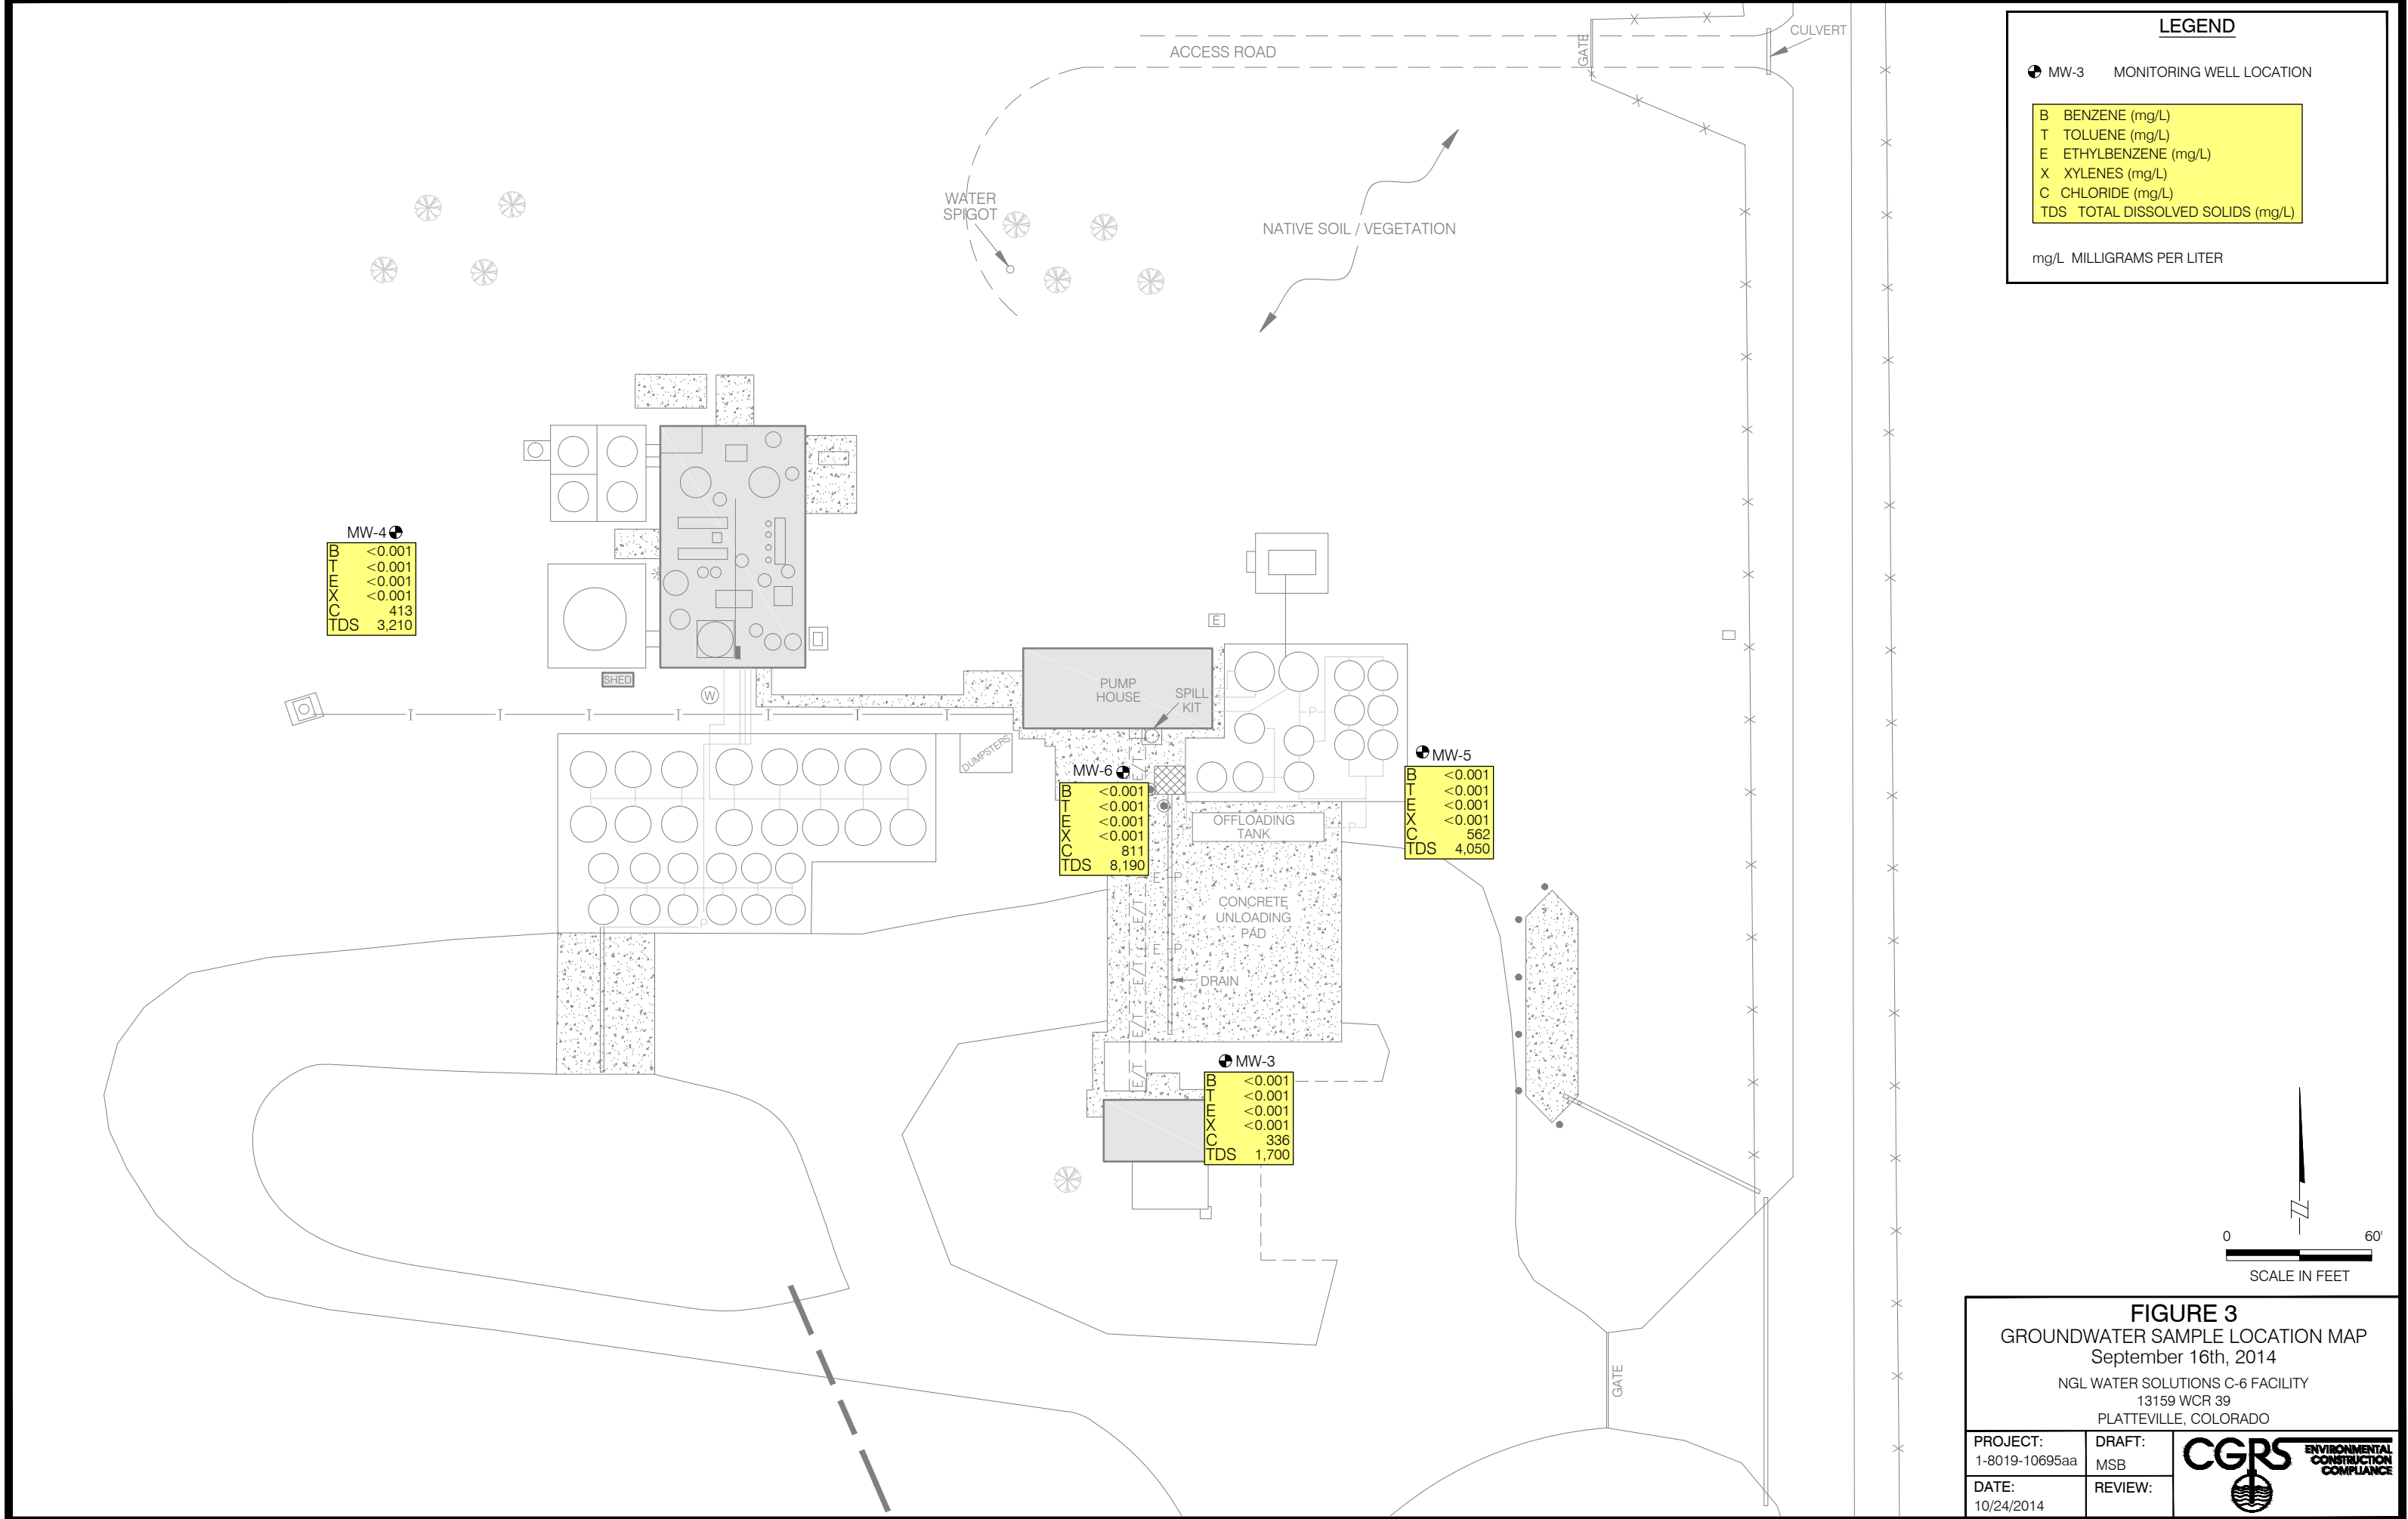 ACCESS ROAD
GATE
CULVERT
WATER
SPIGOT
NATIVE SOIL / VEGETATION
LEGEND
MW-3 MONITORING WELL LOCATION
B BENZENE (mg/L)
T TOLUENE (mg/L)
E ETHYLBENZENE (mg/L)
X XYLENES (mg/L)
C CHLORIDE (mg/L)
TDS TOTAL DISSOLVED SOLIDS (mg/L)
mg/L MILLIGRAMS PER LITER
MW-4
B <0.001
T <0.001
E <0.001
X <0.001
C 413
TDS 3,210
SHED
W
E
PUMP
HOUSE
SPILL
KIT
T T T T T T T
P
DUMPSTERS
MW-6
B <0.001
T <0.001
E <0.001
X <0.001
C 811
TDS 8,190
MW-5
B <0.001
T <0.001
E <0.001
X <0.001
C 562
TDS 4,050
OFFLOADING
TANK
P
P
E P
E/T
E/T
CONCRETE
UNLOADING
PAD
P
E P
E/T
E/T
DRAIN
E/T
E/T
MW-3
B <0.001
T <0.001
E <0.001
X <0.001
C 336
TDS 1,700
GATE
0 60'
SCALE IN FEET
FIGURE 3
GROUNDWATER SAMPLE LOCATION MAP
September 16th, 2014
NGL WATER SOLUTIONS C-6 FACILITY
13159 WCR 39
PLATTEVILLE, COLORADO
PROJECT:
1-8019-10695aa
DRAFT:
MSB
DATE:
10/24/2014
REVIEW:
CGRS
ENVIRONMENTAL
CONSTRUCTION
COMPLIANCE